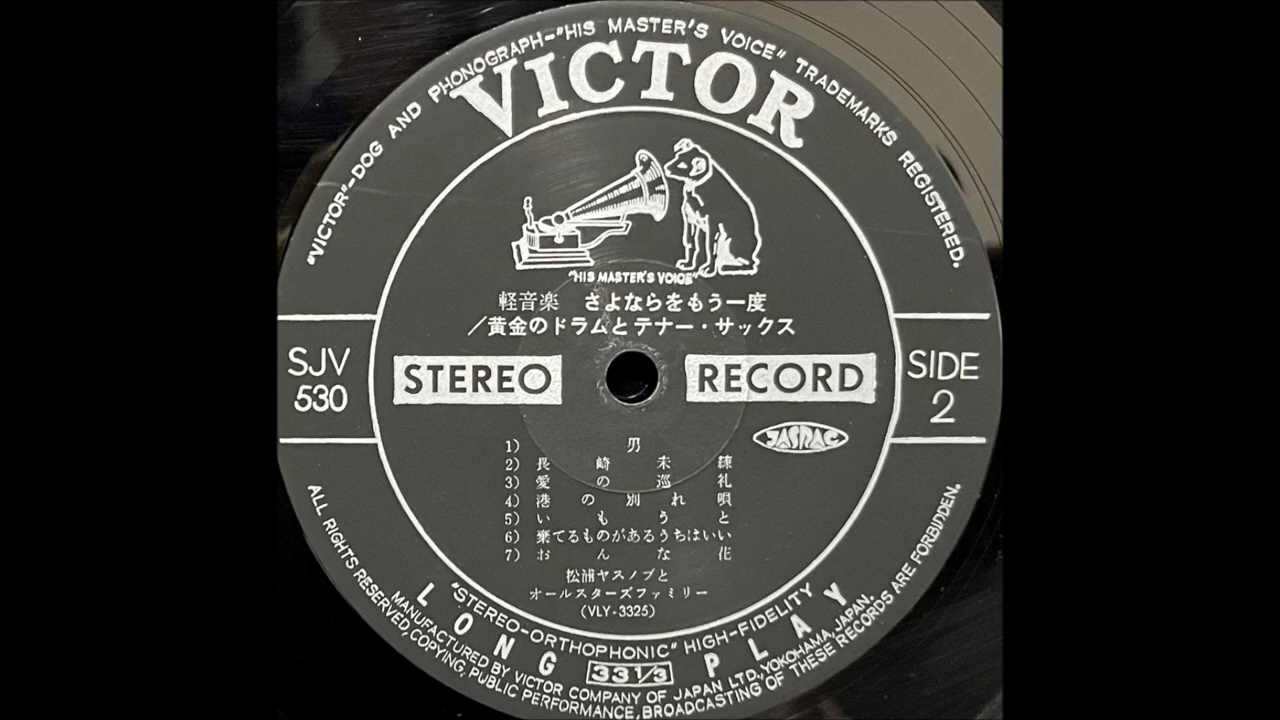 "VICTOR"-DOG AND PHONOGRAPH-"HIS MASTER'S VOICE" TRADEMARKS REGISTERED.
VICTOR
"HIS MASTER'S VOICE"
軽音楽 さよならをもう一度
/黄金のドラムとテナー・サックス
SJV
530
STEREO
RECORD
SIDE
2
JASRAC
1) 男
2) 長崎未練
3) 愛の巡礼
4) 港の別れ唄
5) いもうと
6) 棄てるものがあるうちはいい
7) おんな花
松浦ヤスノブと
オールスターズファミリー
(VLY-3325)
"STEREO-ORTHOPHONIC" HIGH-FIDELITY
LONG 33 1/3 PLAY
MANUFACTURED BY VICTOR COMPANY OF JAPAN LTD., YOKOHAMA, JAPAN.
ALL RIGHTS RESERVED, COPYING, PUBLIC PERFORMANCE, BROADCASTING OF THESE RECORDS ARE FORBIDDEN.